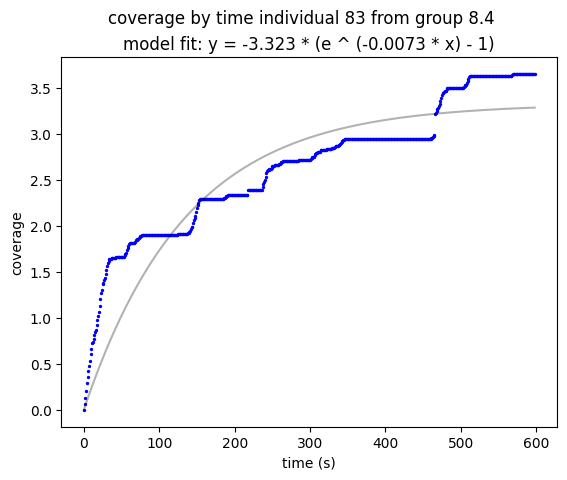 coverage by time individual 83 from group 8.4
model fit: y = -3.323 * (e ^ (-0.0073 * x) - 1)
3.5
3.0
2.5
2.0
1.5
1.0
0.5
0.0
coverage
0 100 200 300 400 500 600
time (s)